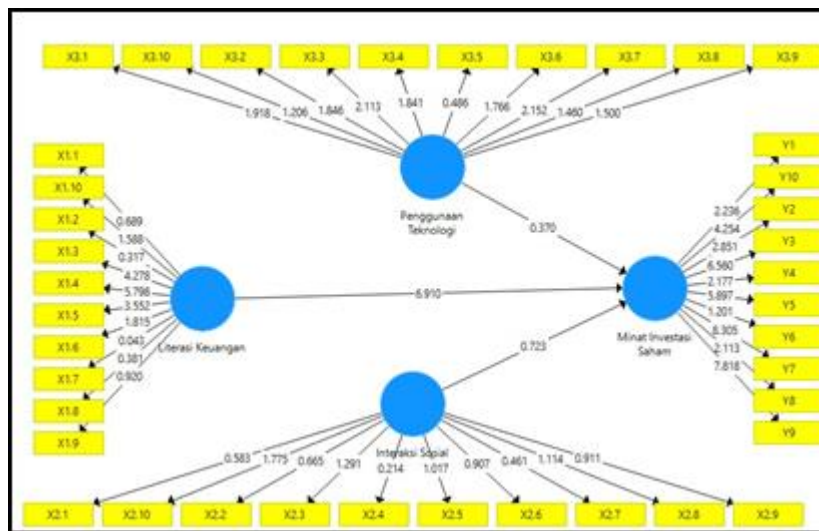 X3.1 X3.10 X3.2 X3.3 X3.4 X3.5 X3.6 X3.7 X3.8 X3.9
1.918 1.206 1.846 2.113 1.841 0.486 1.766 2.152 1.460 1.500
Penggunaan
Teknologi
X1.1
X1.10
X1.2
X1.3
X1.4
X1.5
X1.6
X1.7
X1.8
X1.9
0.689
1.588
0.317
4.278
5.796
3.552
1.815
0.043
0.381
0.920
Literasi Keuangan
0.370
6.910
0.723
Y1
Y10
Y2
Y3
Y4
Y5
Y6
Y7
Y8
Y9
2.236
4.254
2.851
6.560
2.177
5.897
1.201
6.305
2.113
7.818
Minat Investasi
Saham
Interaksi Sosial
0.583 1.775 0.665 1.291 0.214 1.017 0.907 0.461 1.114 0.911
X2.1 X2.10 X2.2 X2.3 X2.4 X2.5 X2.6 X2.7 X2.8 X2.9